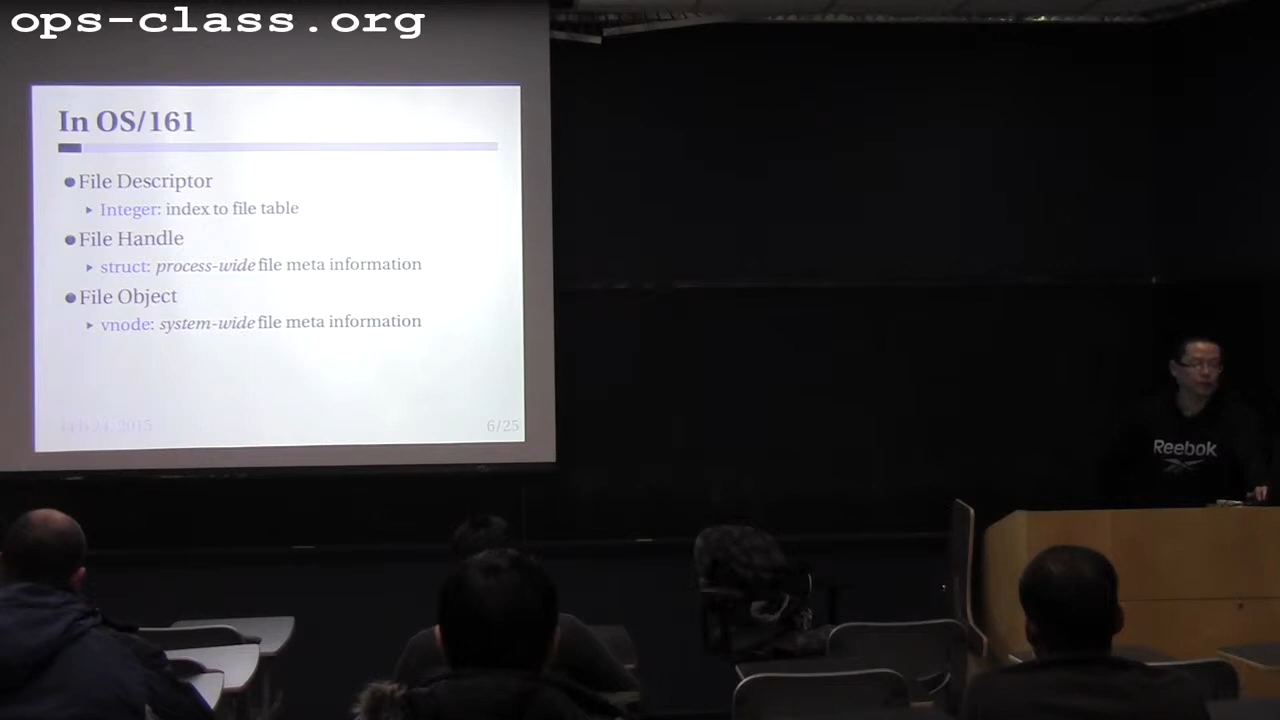 ops-class.org
In OS/161
File Descriptor
Integer: index to file table
File Handle
struct: process-wide file meta information
File Object
vnode: system-wide file meta information
6/25
Reebok